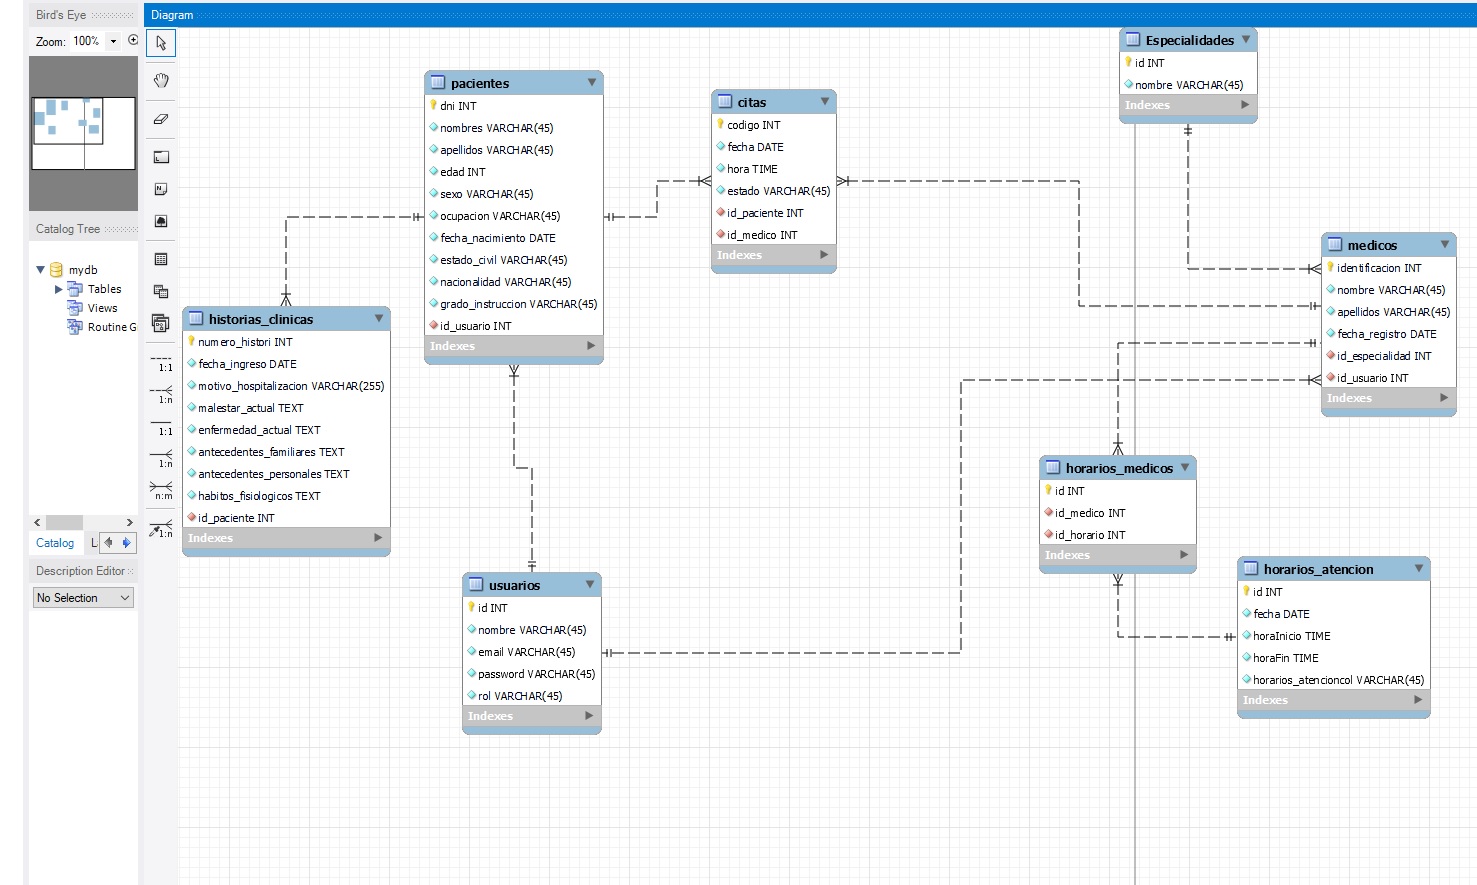 Bird's Eye
Zoom: 100%
Catalog Tree
mydb
Tables
Views
Routine G
Catalog
L
Description Editor
No Selection
Diagram
1:1
1:n
1:1
1:n
n:m
1:n
pacientes
dni INT
nombres VARCHAR(45)
apellidos VARCHAR(45)
edad INT
sexo VARCHAR(45)
ocupacion VARCHAR(45)
fecha_nacimiento DATE
estado_civil VARCHAR(45)
nacionalidad VARCHAR(45)
grado_instruccion VARCHAR(45)
id_usuario INT
Indexes
citas
codigo INT
fecha DATE
hora TIME
estado VARCHAR(45)
id_paciente INT
id_medico INT
Indexes
Especialidades
id INT
nombre VARCHAR(45)
Indexes
medicos
identificacion INT
nombre VARCHAR(45)
apellidos VARCHAR(45)
fecha_registro DATE
id_especialidad INT
id_usuario INT
Indexes
historias_clinicas
numero_histori INT
fecha_ingreso DATE
motivo_hospitalizacion VARCHAR(255)
malestar_actual TEXT
enfermedad_actual TEXT
antecedentes_familiares TEXT
antecedentes_personales TEXT
habitos_fisiologicos TEXT
id_paciente INT
Indexes
horarios_medicos
id INT
id_medico INT
id_horario INT
Indexes
usuarios
id INT
nombre VARCHAR(45)
email VARCHAR(45)
password VARCHAR(45)
rol VARCHAR(45)
Indexes
horarios_atencion
id INT
fecha DATE
horaInicio TIME
horaFin TIME
horarios_atencioncol VARCHAR(45)
Indexes